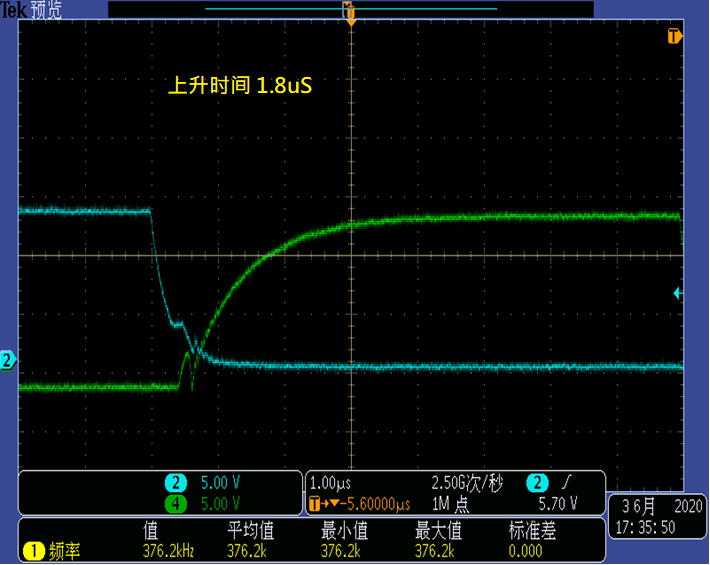 Tek 预览
T
T
上升时间 1.8uS
2
2 5.00 V 1.00µs 2.50G次/秒 2
4 5.00 V T→▼-5.60000µs 1M 点 5.70 V
值 平均值 最小值 最大值 标准差
1 频率 376.2kHz 376.2k 376.2k 376.2k 0.000
3 6月 2020
17:35:50